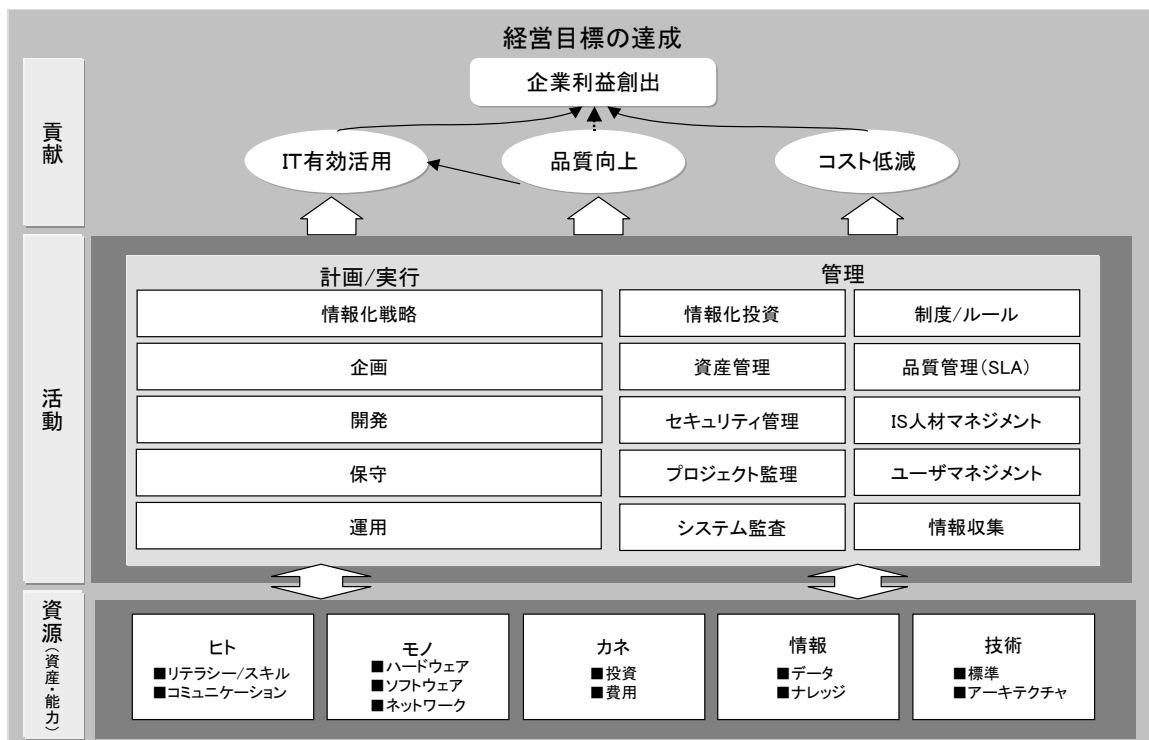 経営目標の達成
企業利益創出
貢献
IT有効活用
品質向上
コスト低減
活動
計画/実行
情報化戦略
企画
開発
保守
運用
管理
情報化投資
制度/ルール
資産管理
品質管理(SLA)
セキュリティ管理
IS人材マネジメント
プロジェクト監理
ユーザマネジメント
システム監査
情報収集
資源(資産・能力)
ヒト
■リテラシー/スキル
■コミュニケーション
モノ
■ハードウェア
■ソフトウェア
■ネットワーク
カネ
■投資
■費用
情報
■データ
■ナレッジ
技術
■標準
■アーキテクチャ